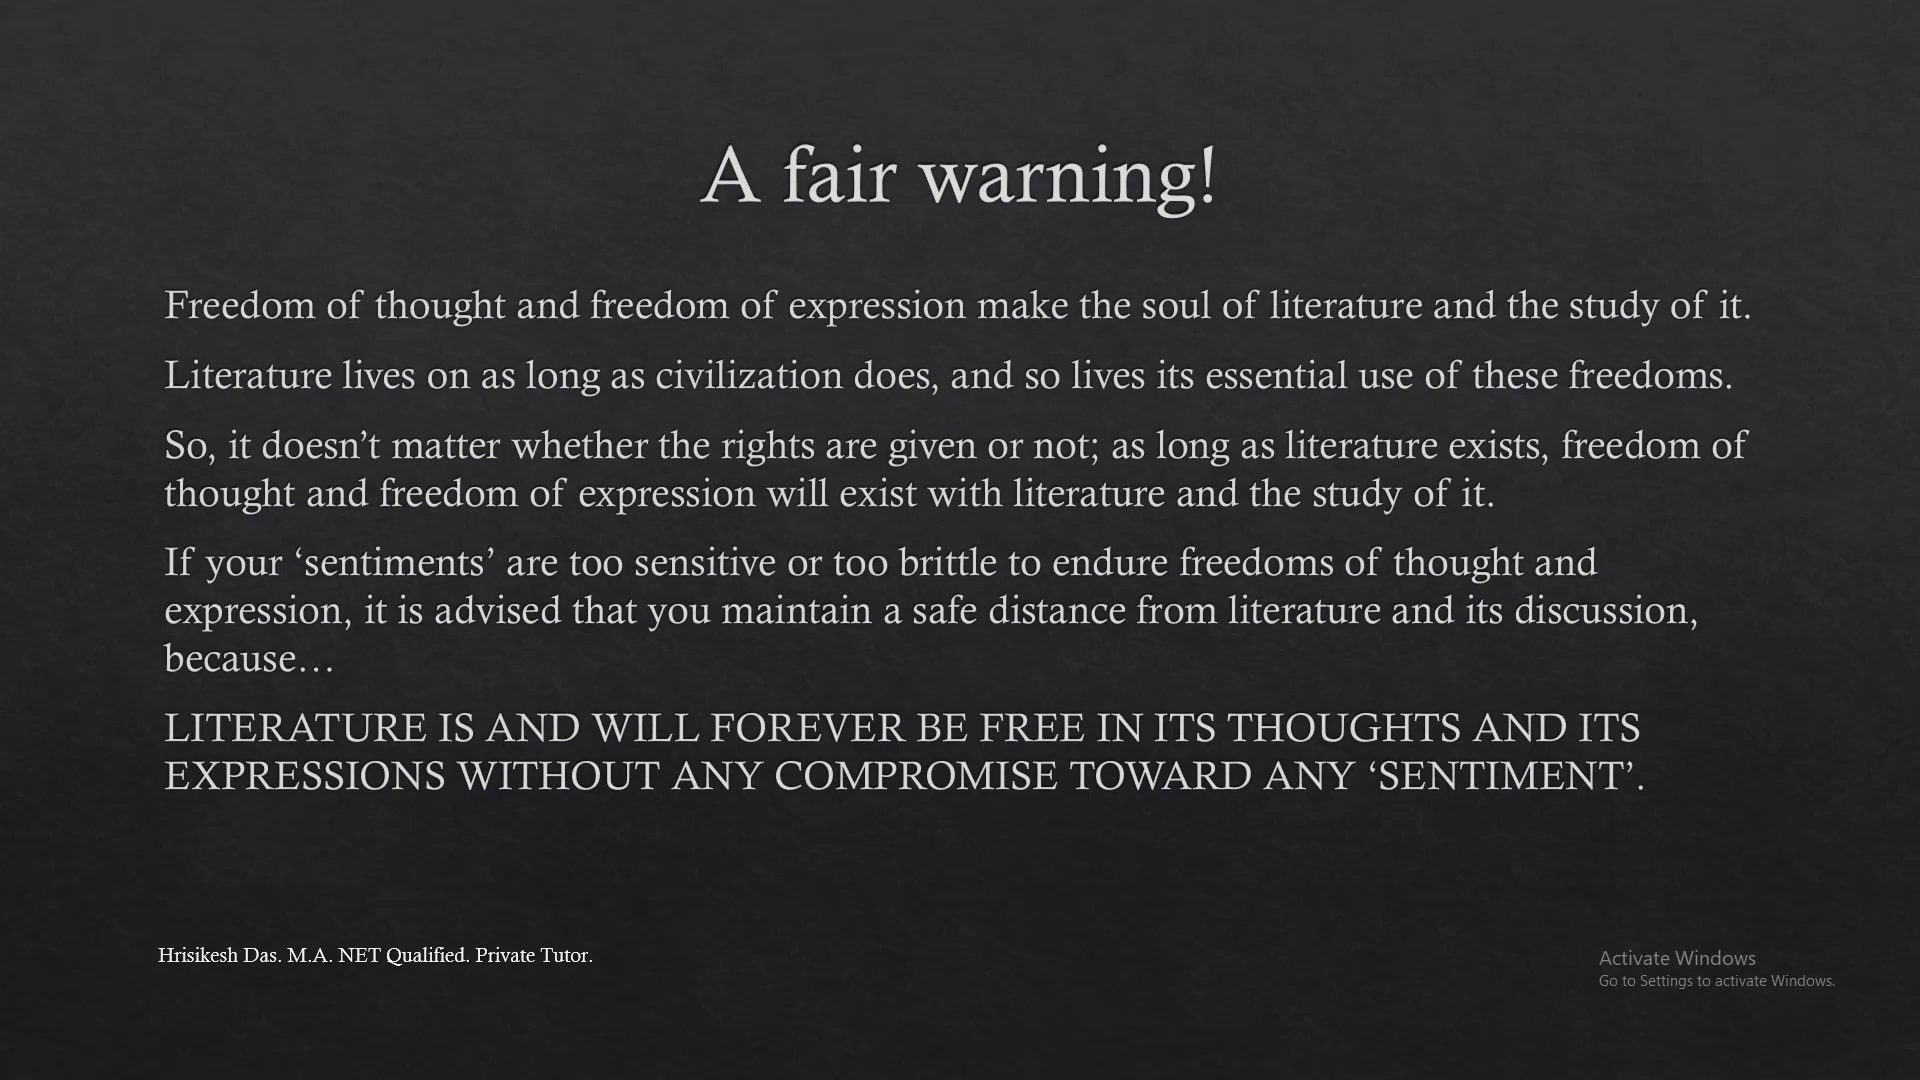 A fair warning!
Freedom of thought and freedom of expression make the soul of literature and the study of it.
Literature lives on as long as civilization does, and so lives its essential use of these freedoms.
So, it doesn’t matter whether the rights are given or not; as long as literature exists, freedom of
thought and freedom of expression will exist with literature and the study of it.
If your ‘sentiments’ are too sensitive or too brittle to endure freedoms of thought and
expression, it is advised that you maintain a safe distance from literature and its discussion,
because…
LITERATURE IS AND WILL FOREVER BE FREE IN ITS THOUGHTS AND ITS
EXPRESSIONS WITHOUT ANY COMPROMISE TOWARD ANY ‘SENTIMENT’.
Hrisikesh Das. M.A. NET Qualified. Private Tutor.
Activate Windows
Go to Settings to activate Windows.